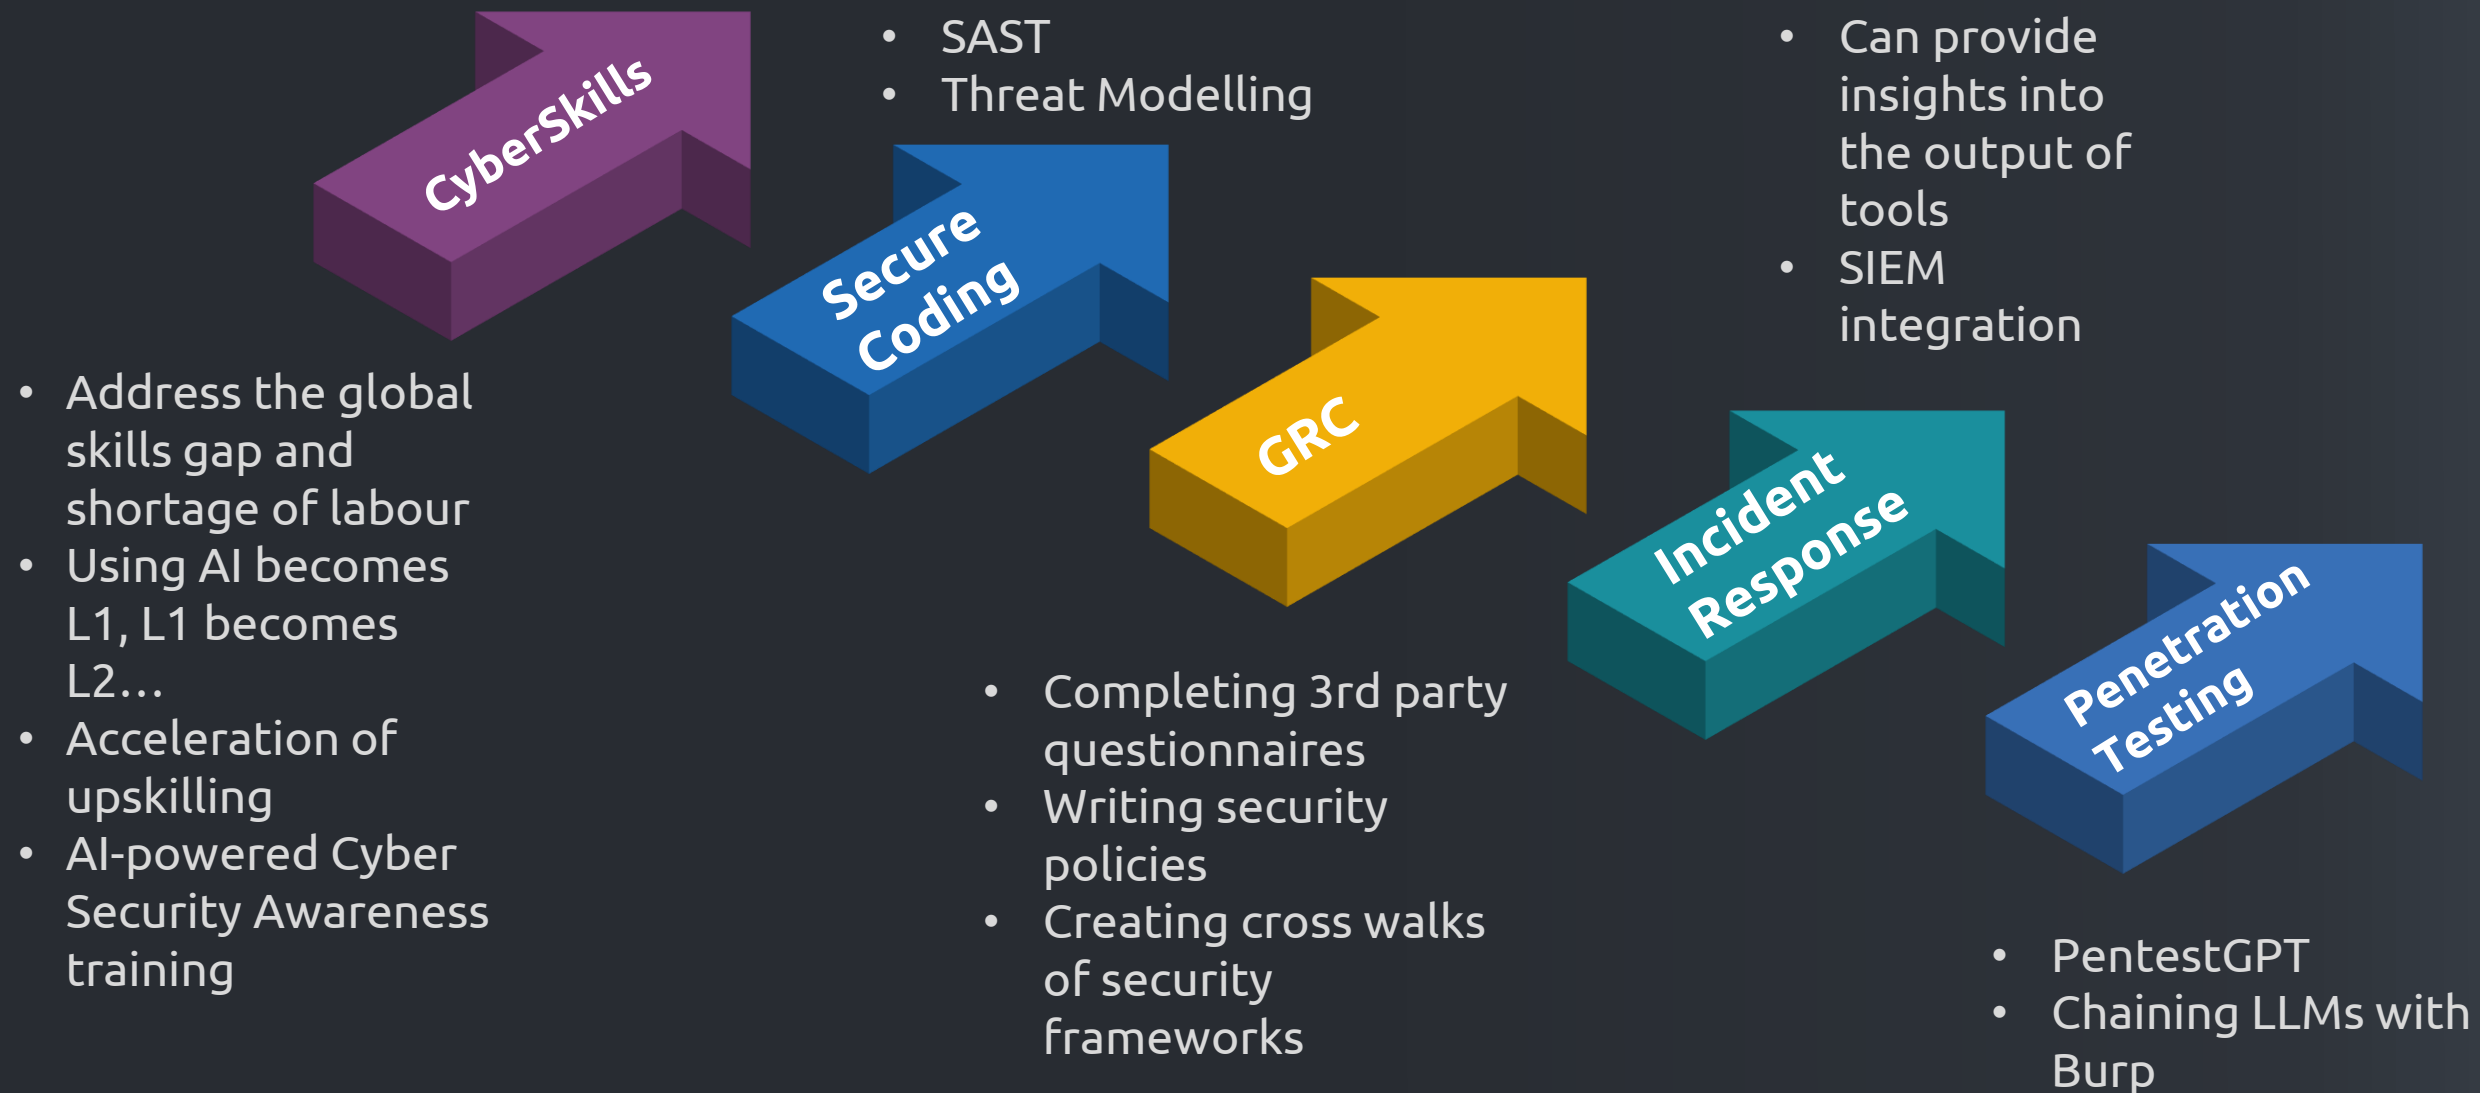 CyberSkills
• Address the global
skills gap and
shortage of labour
• Using AI becomes
L1, L1 becomes
L2…
• Acceleration of
upskilling
• AI-powered Cyber
Security Awareness
training
• SAST
• Threat Modelling
Secure
Coding
GRC
• Completing 3rd party
questionnaires
• Writing security
policies
• Creating cross walks
of security
frameworks
• Can provide
insights into
the output of
tools
• SIEM
integration
Incident
Response
Penetration
Testing
• PentestGPT
• Chaining LLMs with
Burp